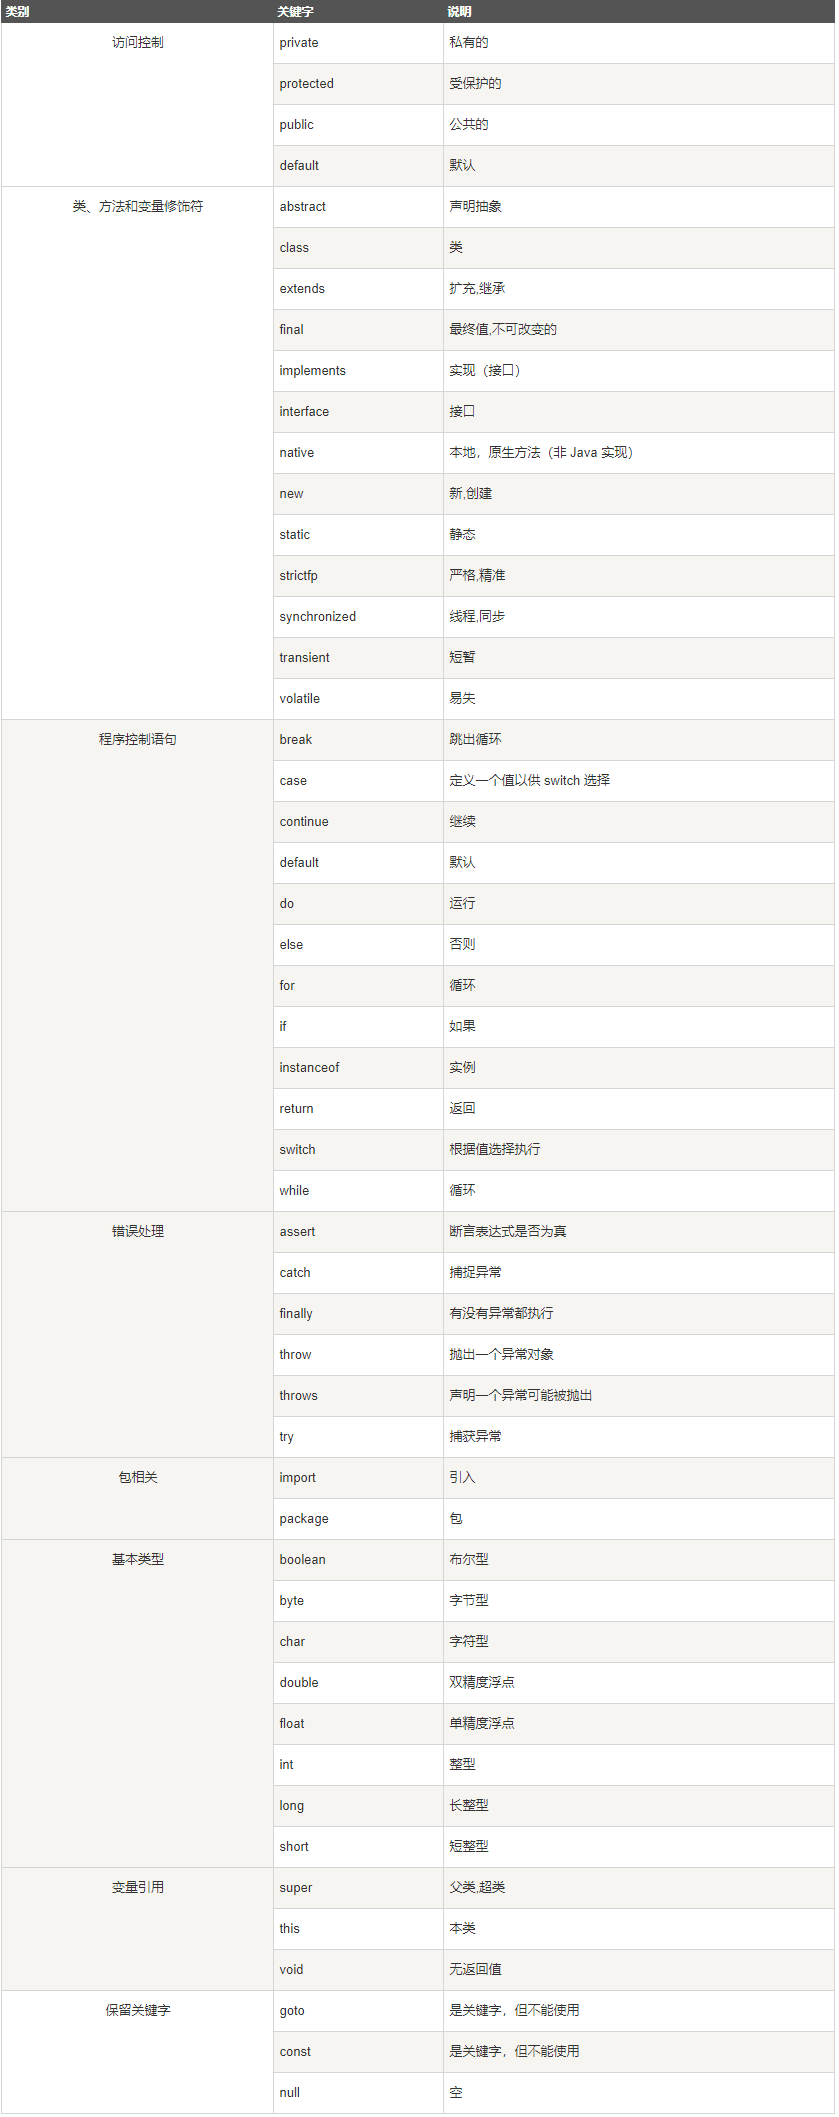 类别 关键字 说明
访问控制 private 私有的
protected 受保护的
public 公共的
default 默认
类、方法和变量修饰符 abstract 声明抽象
class 类
extends 扩充,继承
final 最终值,不可改变的
implements 实现（接口）
interface 接口
native 本地，原生方法（非 Java 实现）
new 新,创建
static 静态
strictfp 严格,精准
synchronized 线程,同步
transient 短暂
volatile 易失
程序控制语句 break 跳出循环
case 定义一个值以供 switch 选择
continue 继续
default 默认
do 运行
else 否则
for 循环
if 如果
instanceof 实例
return 返回
switch 根据值选择执行
while 循环
错误处理 assert 断言表达式是否为真
catch 捕捉异常
finally 有没有异常都执行
throw 抛出一个异常对象
throws 声明一个异常可能被抛出
try 捕获异常
包相关 import 引入
package 包
基本类型 boolean 布尔型
byte 字节型
char 字符型
double 双精度浮点
float 单精度浮点
int 整型
long 长整型
short 短整型
变量引用 super 父类,超类
this 本类
void 无返回值
保留关键字 goto 是关键字，但不能使用
const 是关键字，但不能使用
null 空